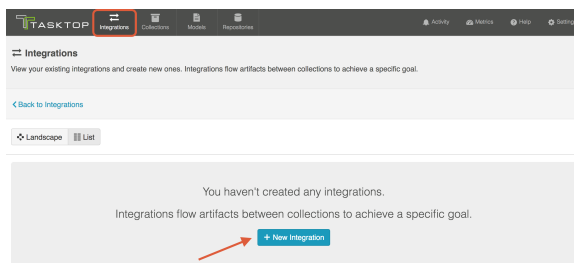 TASKTOP
Integrations
Collections
Models
Repositories
Activity
Metrics
Help
Setting
Integrations
View your existing integrations and create new ones. Integrations flow artifacts between collections to achieve a specific goal.
Back to Integrations
Landscape
List
You haven't created any integrations.
Integrations flow artifacts between collections to achieve a specific goal.
+ New Integration